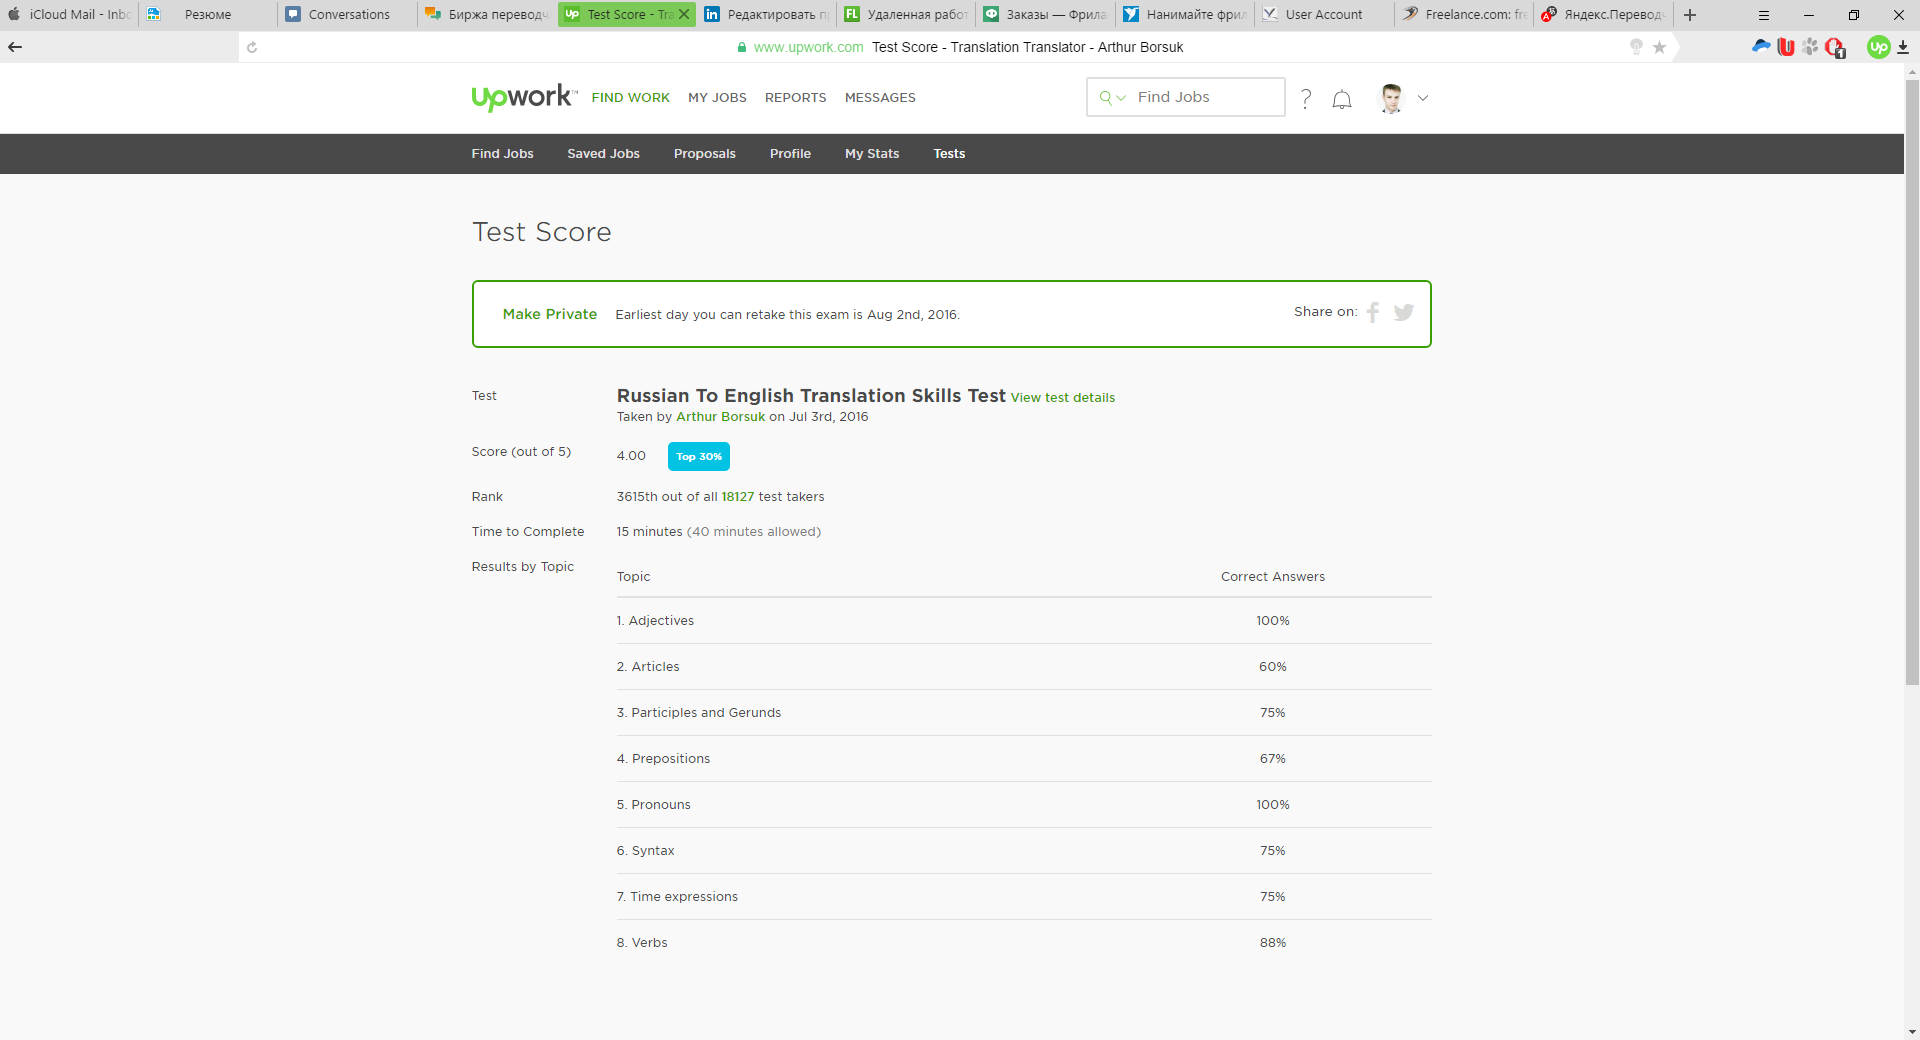 iCloud Mail - Inb
Резюме
Conversations
Биржа переводч
Test Score - Tra
Редактировать п
Удаленная работ
Заказы — Фрила
Нанимайте фрил
User Account
Freelance.com: fre
Яндекс.Переводч
www.upwork.com Test Score - Translation Translator - Arthur Borsuk
upwork™ FIND WORK MY JOBS REPORTS MESSAGES Find Jobs ?
Find Jobs Saved Jobs Proposals Profile My Stats Tests
Test Score
Make Private Earliest day you can retake this exam is Aug 2nd, 2016. Share on:
Test Russian To English Translation Skills Test View test details
Taken by Arthur Borsuk on Jul 3rd, 2016
Score (out of 5) 4.00 Top 30%
Rank 3615th out of all 18127 test takers
Time to Complete 15 minutes (40 minutes allowed)
Results by Topic
Topic Correct Answers
1. Adjectives 100%
2. Articles 60%
3. Participles and Gerunds 75%
4. Prepositions 67%
5. Pronouns 100%
6. Syntax 75%
7. Time expressions 75%
8. Verbs 88%